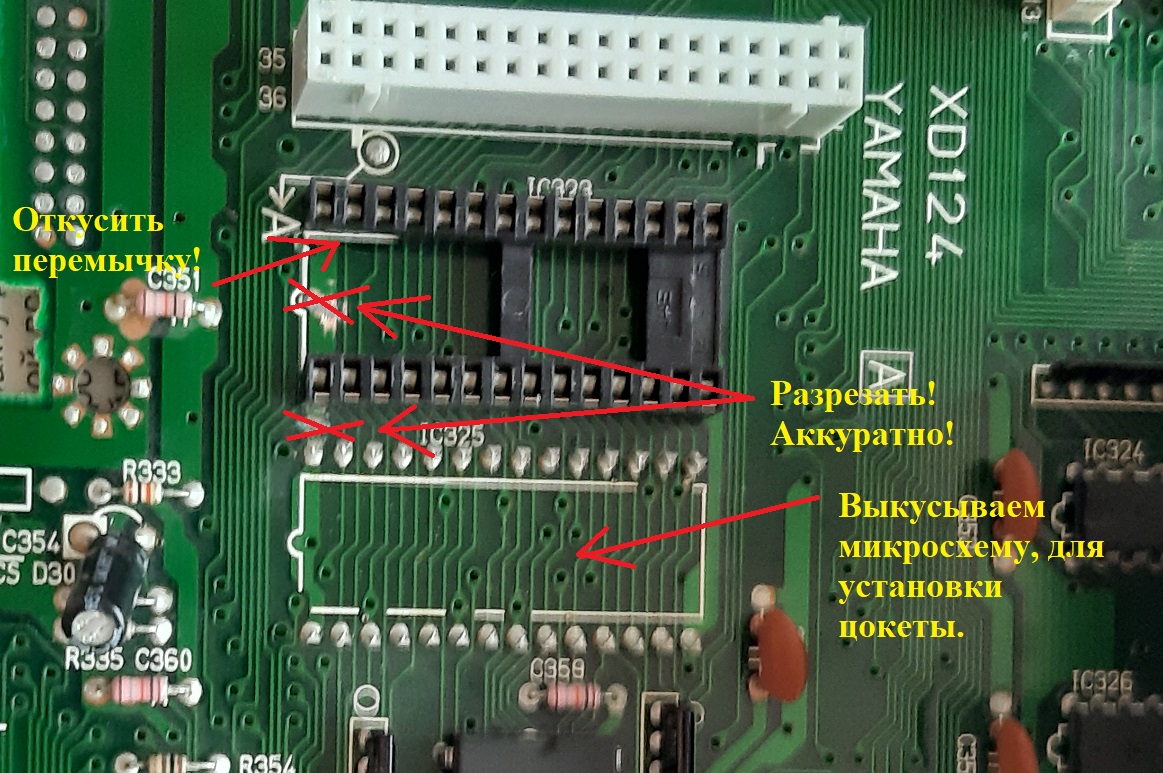 35
36
XD124
YAMAHA
A
IC323
A
Откусить
перемычку!
C351
Разрезать!
Аккуратно!
IC325
IC324
R333
Выкусываем
микросхему, для
установки
цокеты.
C354
C5 D30
R335 C360
C359
IC326
R354